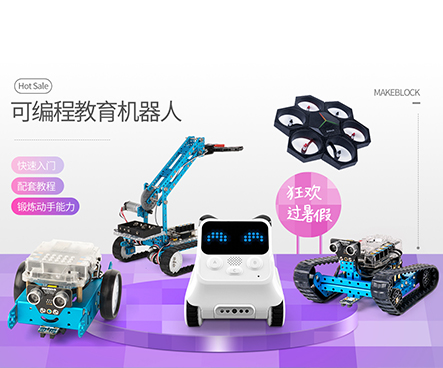 Hot Sale
可编程教育机器人
MAKEBLOCK
快速入门
配套教程
锻炼动手能力
狂欢
过暑假